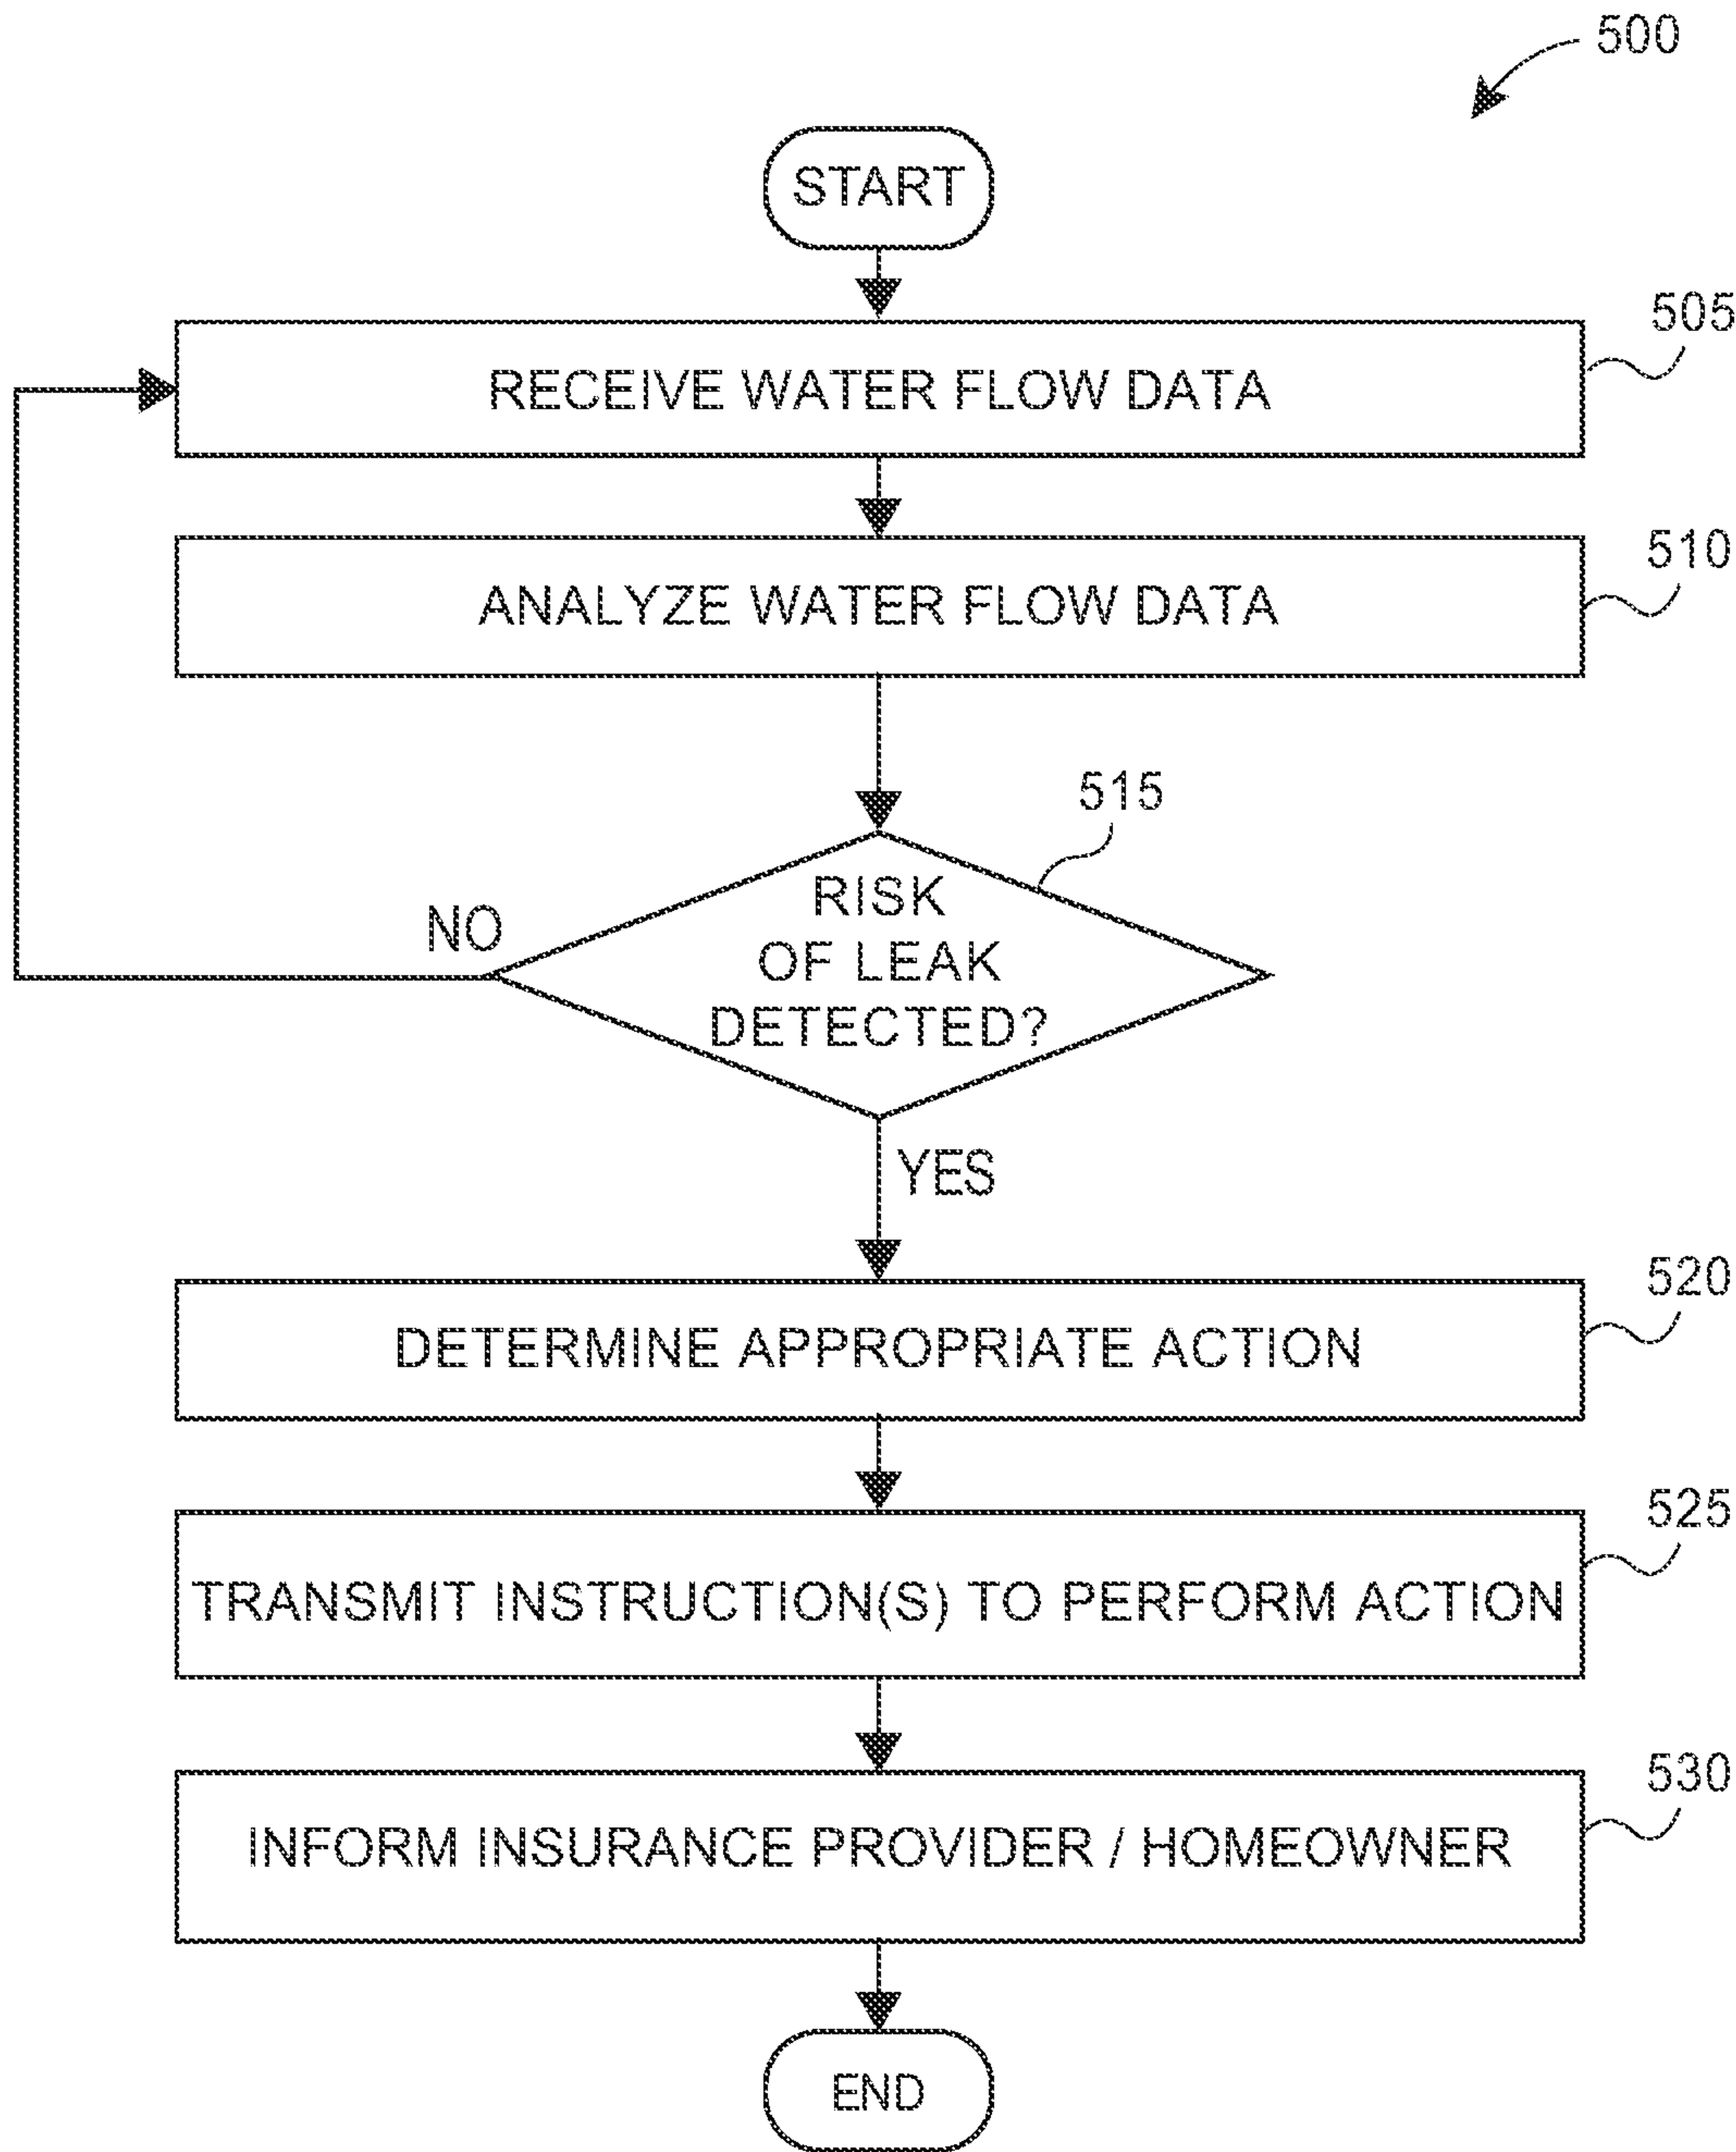 500
START
505
RECEIVE WATER FLOW DATA
510
ANALYZE WATER FLOW DATA
515
RISK
OF LEAK
DETECTED?
NO
YES
520
DETERMINE APPROPRIATE ACTION
525
TRANSMIT INSTRUCTION(S) TO PERFORM ACTION
530
INFORM INSURANCE PROVIDER / HOMEOWNER
END